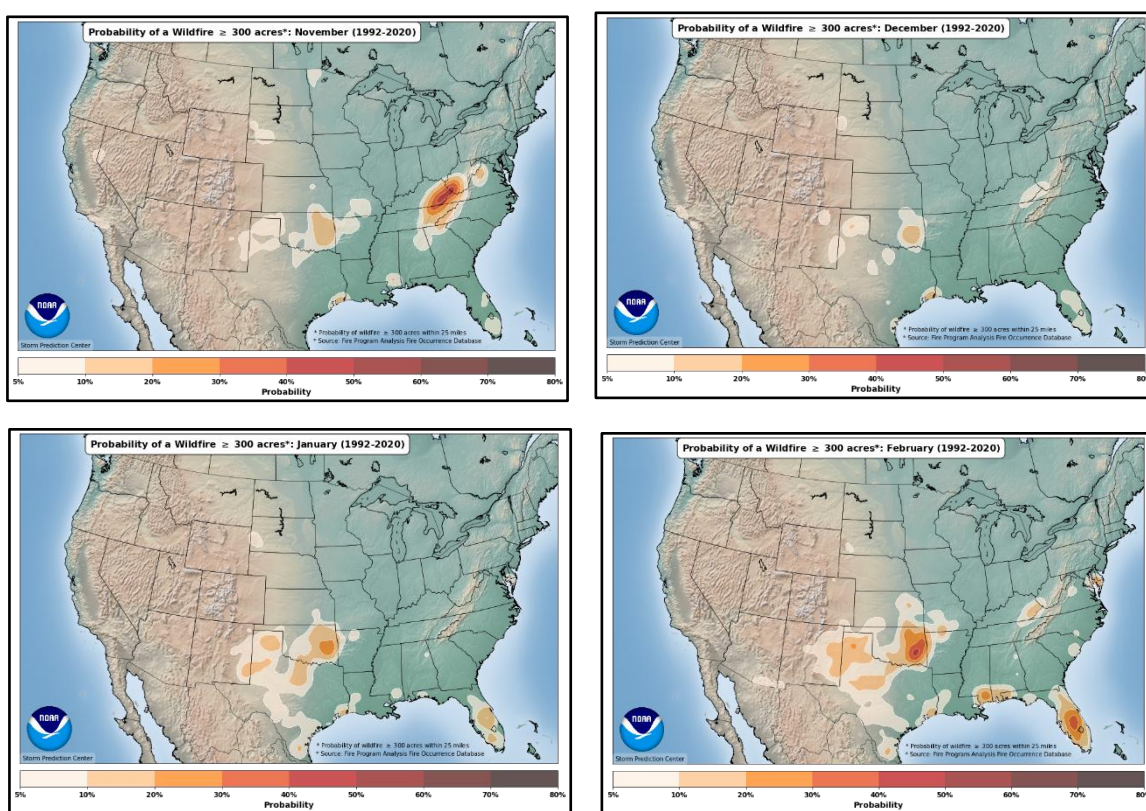 Probability of a Wildfire ≥ 300 acres*: November (1992-2020)
NOAA
Storm Prediction Center
* Probability of wildfire ≥ 300 acres within 25 miles
* Source: Fire Program Analysis Fire Occurrence Database
5% 10% 20% 30% 40% 50% 60% 70% 80%
Probability
Probability of a Wildfire ≥ 300 acres*: December (1992-2020)
NOAA
Storm Prediction Center
* Probability of wildfire ≥ 300 acres within 25 miles
* Source: Fire Program Analysis Fire Occurrence Database
5% 10% 20% 30% 40% 50% 60% 70% 80%
Probability
Probability of a Wildfire ≥ 300 acres*: January (1992-2020)
NOAA
Storm Prediction Center
* Probability of wildfire ≥ 300 acres within 25 miles
* Source: Fire Program Analysis Fire Occurrence Database
5% 10% 20% 30% 40% 50% 60% 70% 80%
Probability
Probability of a Wildfire ≥ 300 acres*: February (1992-2020)
NOAA
Storm Prediction Center
* Probability of wildfire ≥ 300 acres within 25 miles
* Source: Fire Program Analysis Fire Occurrence Database
5% 10% 20% 30% 40% 50% 60% 70% 80%
Probability